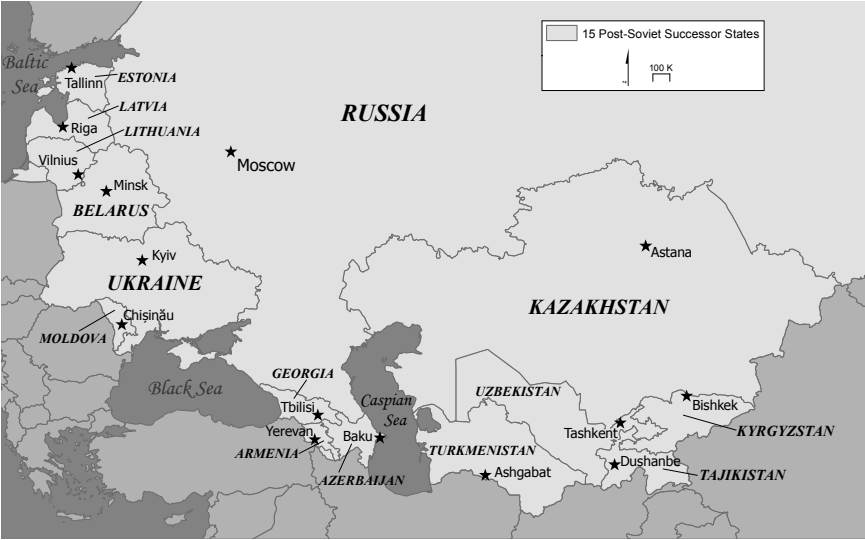 15 Post-Soviet Successor States
100 K
Baltic
Sea
Tallinn
ESTONIA
LATVIA
Riga
LITHUANIA
RUSSIA
Vilnius
Moscow
Minsk
BELARUS
Kyiv
Astana
UKRAINE
KAZAKHSTAN
Chișinău
MOLDOVA
GEORGIA
Black Sea
UZBEKISTAN
Caspian
Sea
Tbilisi
Bishkek
Yerevan
Baku
Tashkent
KYRGYZSTAN
ARMENIA
TURKMENISTAN
Dushanbe
AZERBAIJAN
Ashgabat
TAJIKISTAN